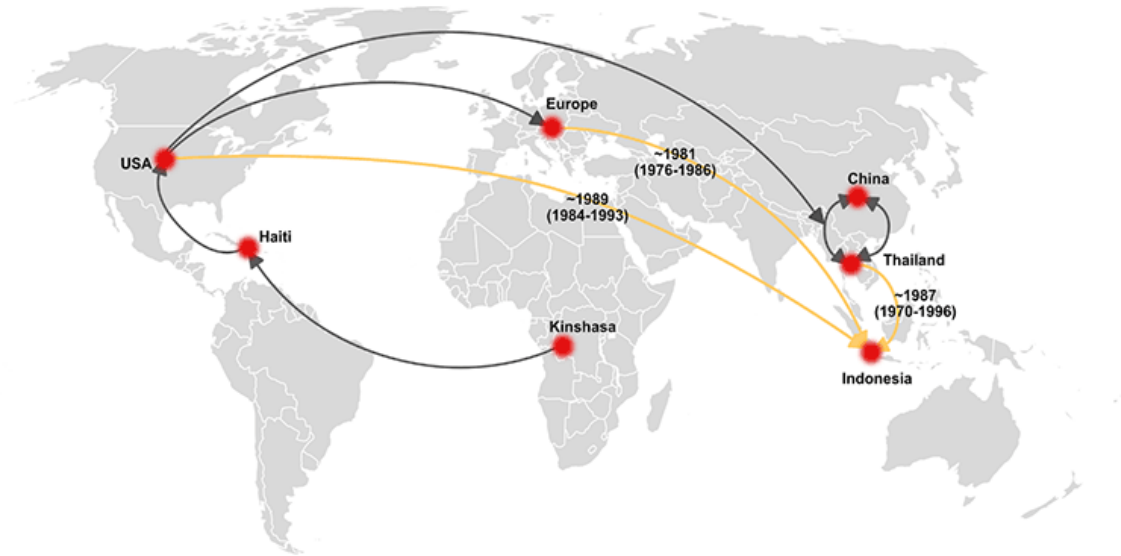 Europe
USA
~1981
(1976-1986)
China
~1989
(1984-1993)
Haiti
Thailand
~1987
(1970-1996)
Kinshasa
Indonesia